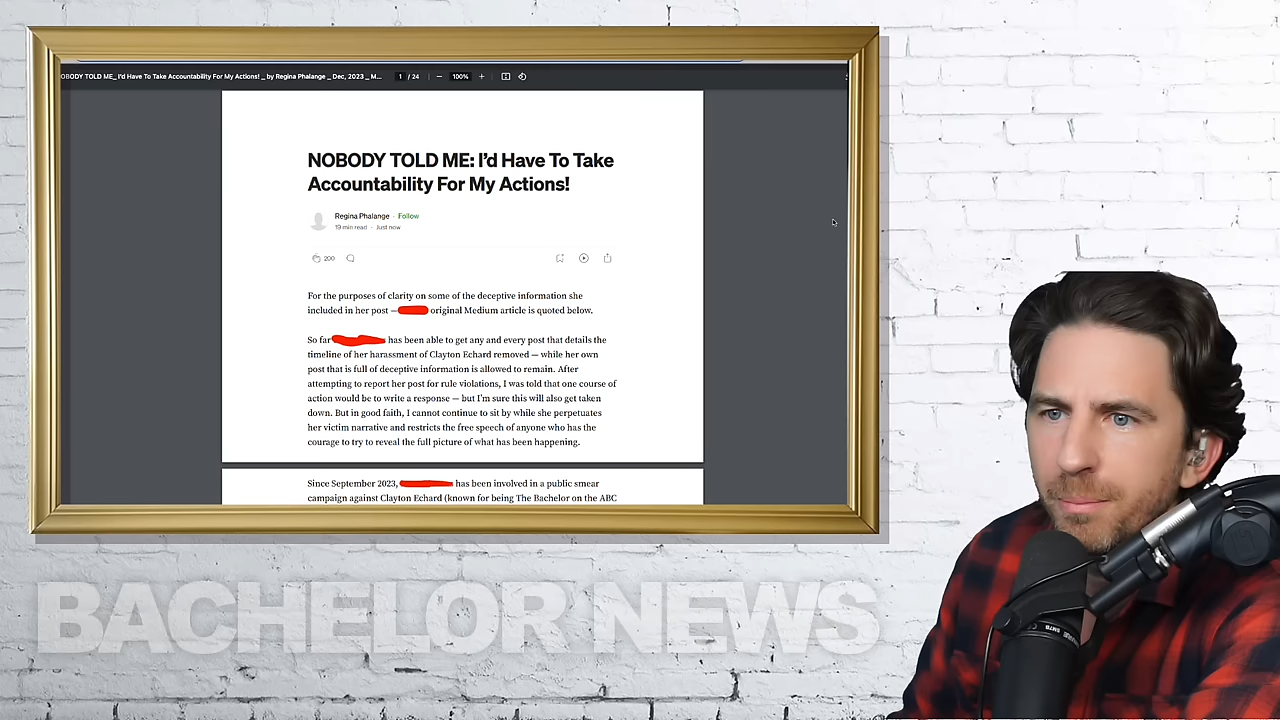 OBODY TOLD ME_ I'd Have To Take Accountability For My Actions! _ by Regina Phalange _ Dec, 2023 _ M... 1 / 24 100%
NOBODY TOLD ME: I'd Have To Take
Accountability For My Actions!
Regina Phalange · Follow
19 min read · Just now
200
For the purposes of clarity on some of the deceptive information she
included in her post — original Medium article is quoted below.
So far has been able to get any and every post that details the
timeline of her harassment of Clayton Echard removed — while her own
post that is full of deceptive information is allowed to remain. After
attempting to report her post for rule violations, I was told that one course of
action would be to write a response — but I'm sure this will also get taken
down. But in good faith, I cannot continue to sit by while she perpetuates
her victim narrative and restricts the free speech of anyone who has the
courage to try to reveal the full picture of what has been happening.
Since September 2023, has been involved in a public smear
campaign against Clayton Echard (known for being The Bachelor on the ABC
BACHELOR NEWS
SM7B